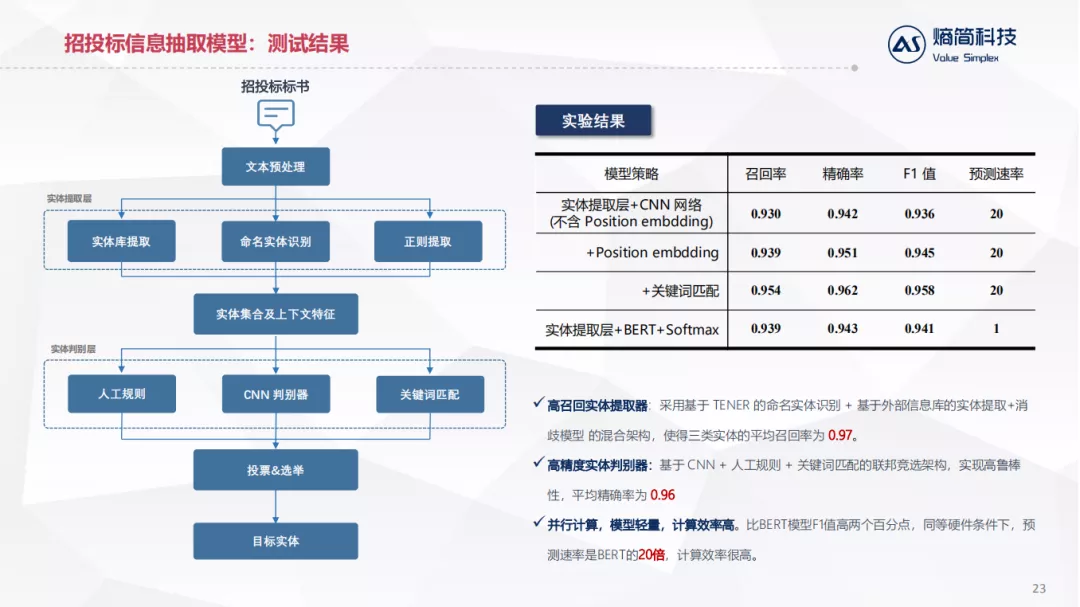 招投标信息抽取模型：测试结果
熵简科技
Value Simplex
招投标标书
文本预处理
实体提取层
实体库提取
命名实体识别
正则提取
实体集合及上下文特征
实体判别层
人工规则
CNN 判别器
关键词匹配
投票&选举
目标实体
实验结果
模型策略 召回率 精确率 F1 值 预测速率
实体提取层+CNN 网络
(不含 Position embdding) 0.930 0.942 0.936 20
+Position embdding 0.939 0.951 0.945 20
+关键词匹配 0.954 0.962 0.958 20
实体提取层+BERT+Softmax 0.939 0.943 0.941 1
✓高召回实体提取器：采用基于 TENER 的命名实体识别 + 基于外部信息库的实体提取+消
歧模型 的混合架构，使得三类实体的平均召回率为 0.97。
✓高精度实体判别器：基于 CNN + 人工规则 + 关键词匹配的联邦竞选架构，实现高鲁棒
性，平均精确率为 0.96
✓并行计算，模型轻量，计算效率高。比BERT模型F1值高两个百分点，同等硬件条件下，预
测速率是BERT的20倍，计算效率很高。
23